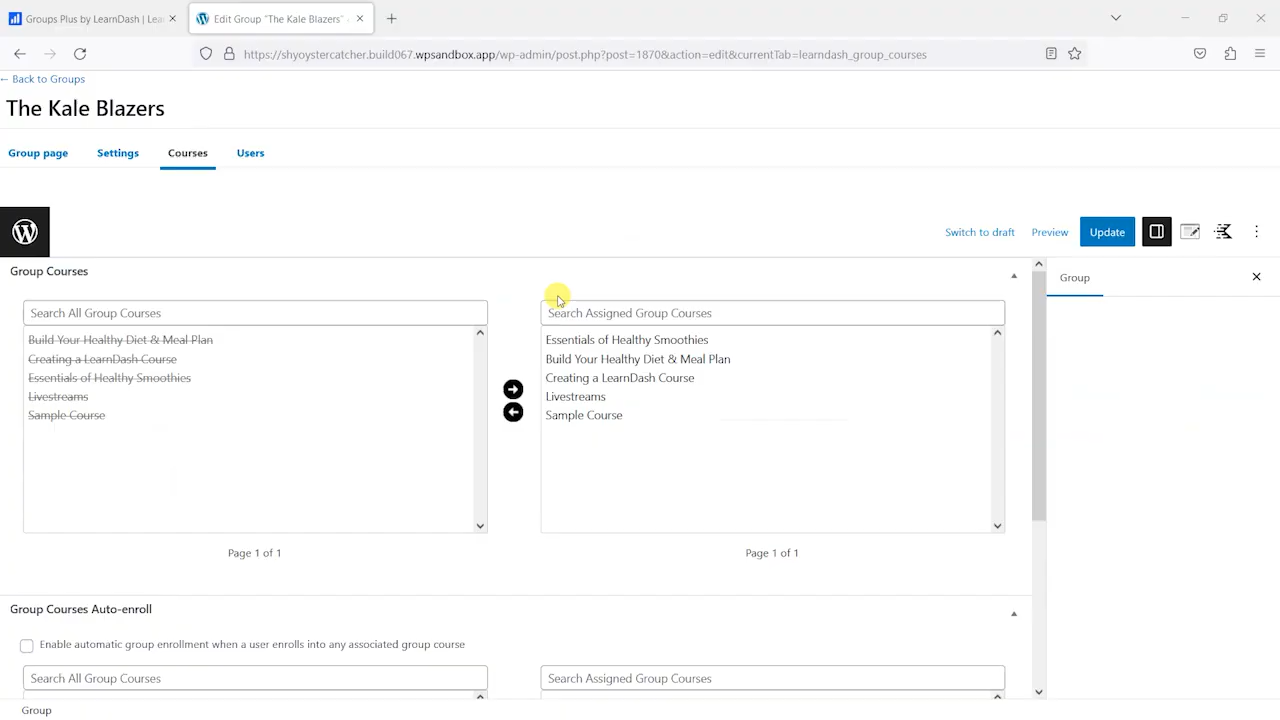 Groups Plus by LearnDash | Lea
Edit Group "The Kale Blazers"
https://shyoystercatcher.build067.wpsandbox.app/wp-admin/post.php?post=1870&action=edit&currentTab=learndash_group_courses
← Back to Groups
The Kale Blazers
Group page Settings Courses Users
Switch to draft Preview Update
Group Courses
Group
Search All Group Courses
Search Assigned Group Courses
Build Your Healthy Diet & Meal Plan
Creating a LearnDash Course
Essentials of Healthy Smoothies
Livestreams
Sample Course
Essentials of Healthy Smoothies
Build Your Healthy Diet & Meal Plan
Creating a LearnDash Course
Livestreams
Sample Course
Page 1 of 1
Page 1 of 1
Group Courses Auto-enroll
Enable automatic group enrollment when a user enrolls into any associated group course
Search All Group Courses
Search Assigned Group Courses
Group